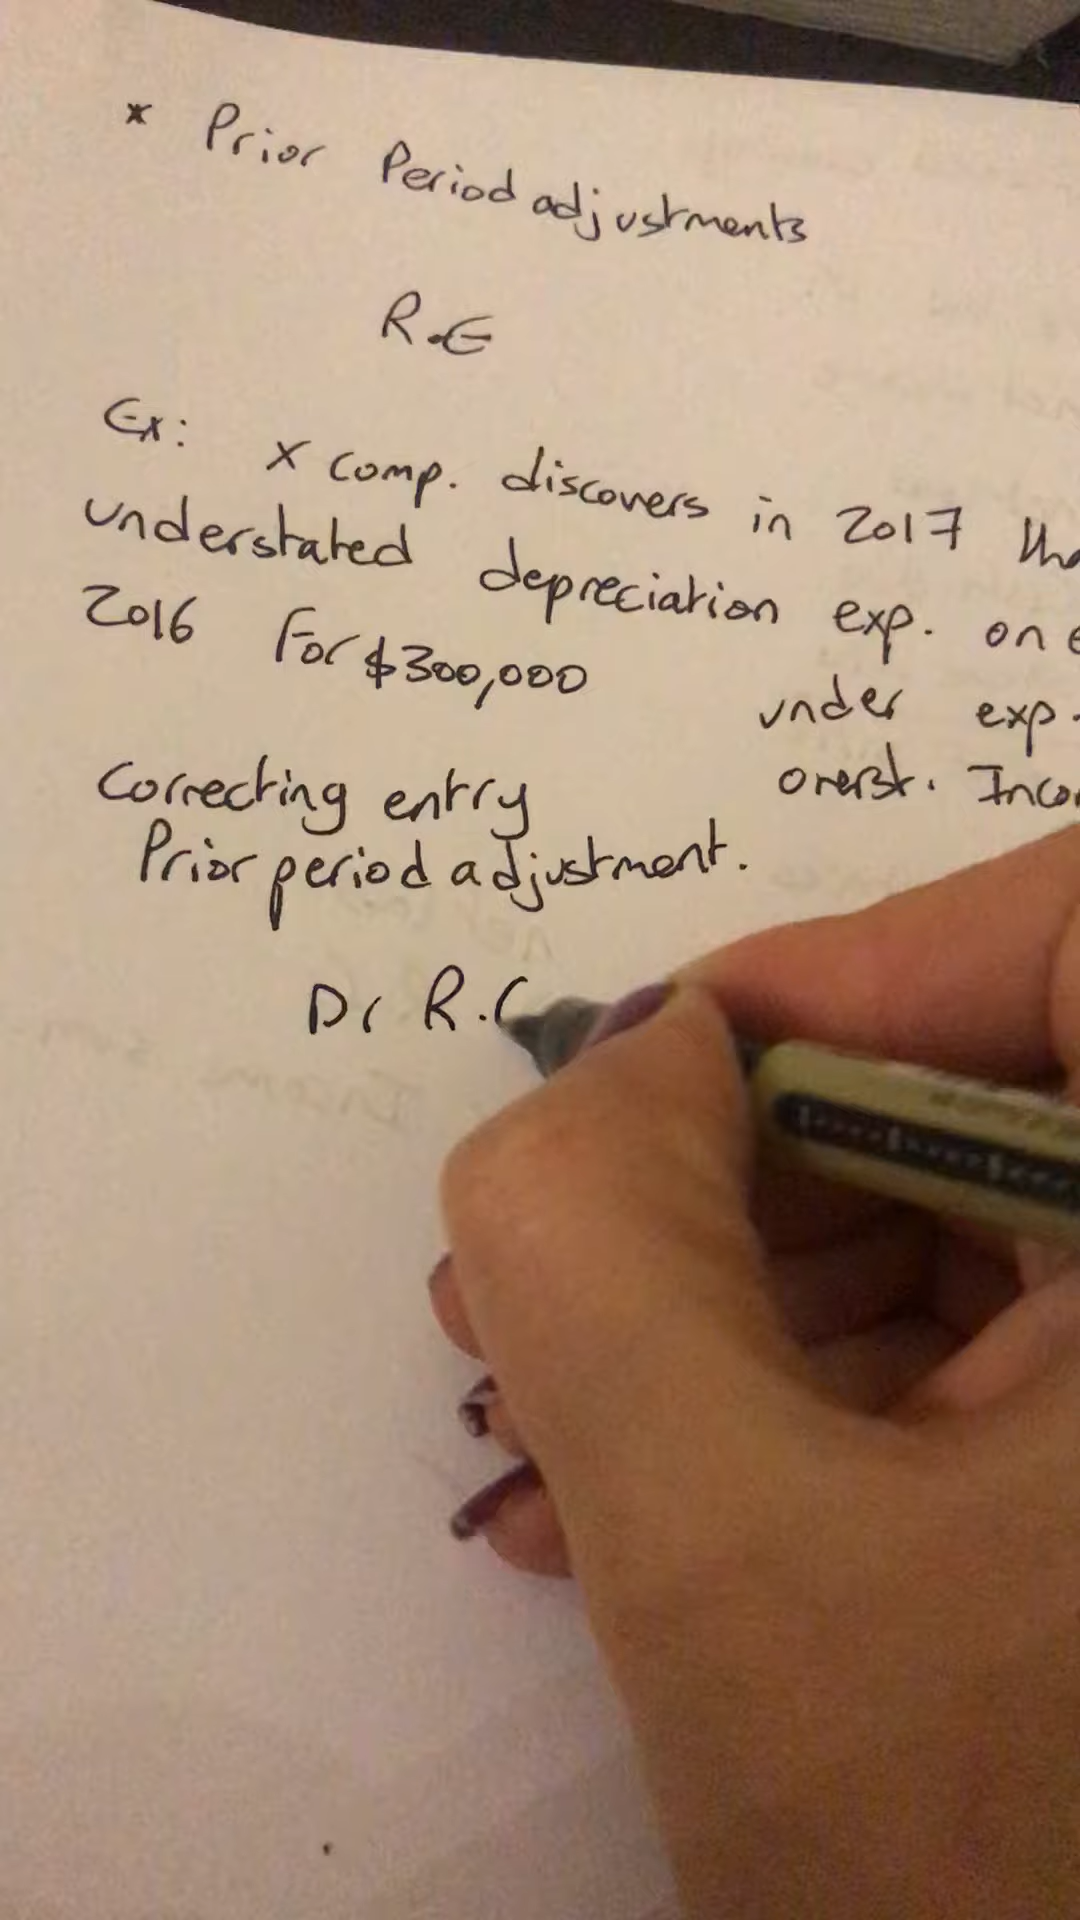 * Prior Period adjustments
R.E
Ex: X comp. discovers in 2017
understated depreciation exp. on
2016 For $300,000
under exp.
overst.
Correcting entry
Prior period adjustment.
Dr R.